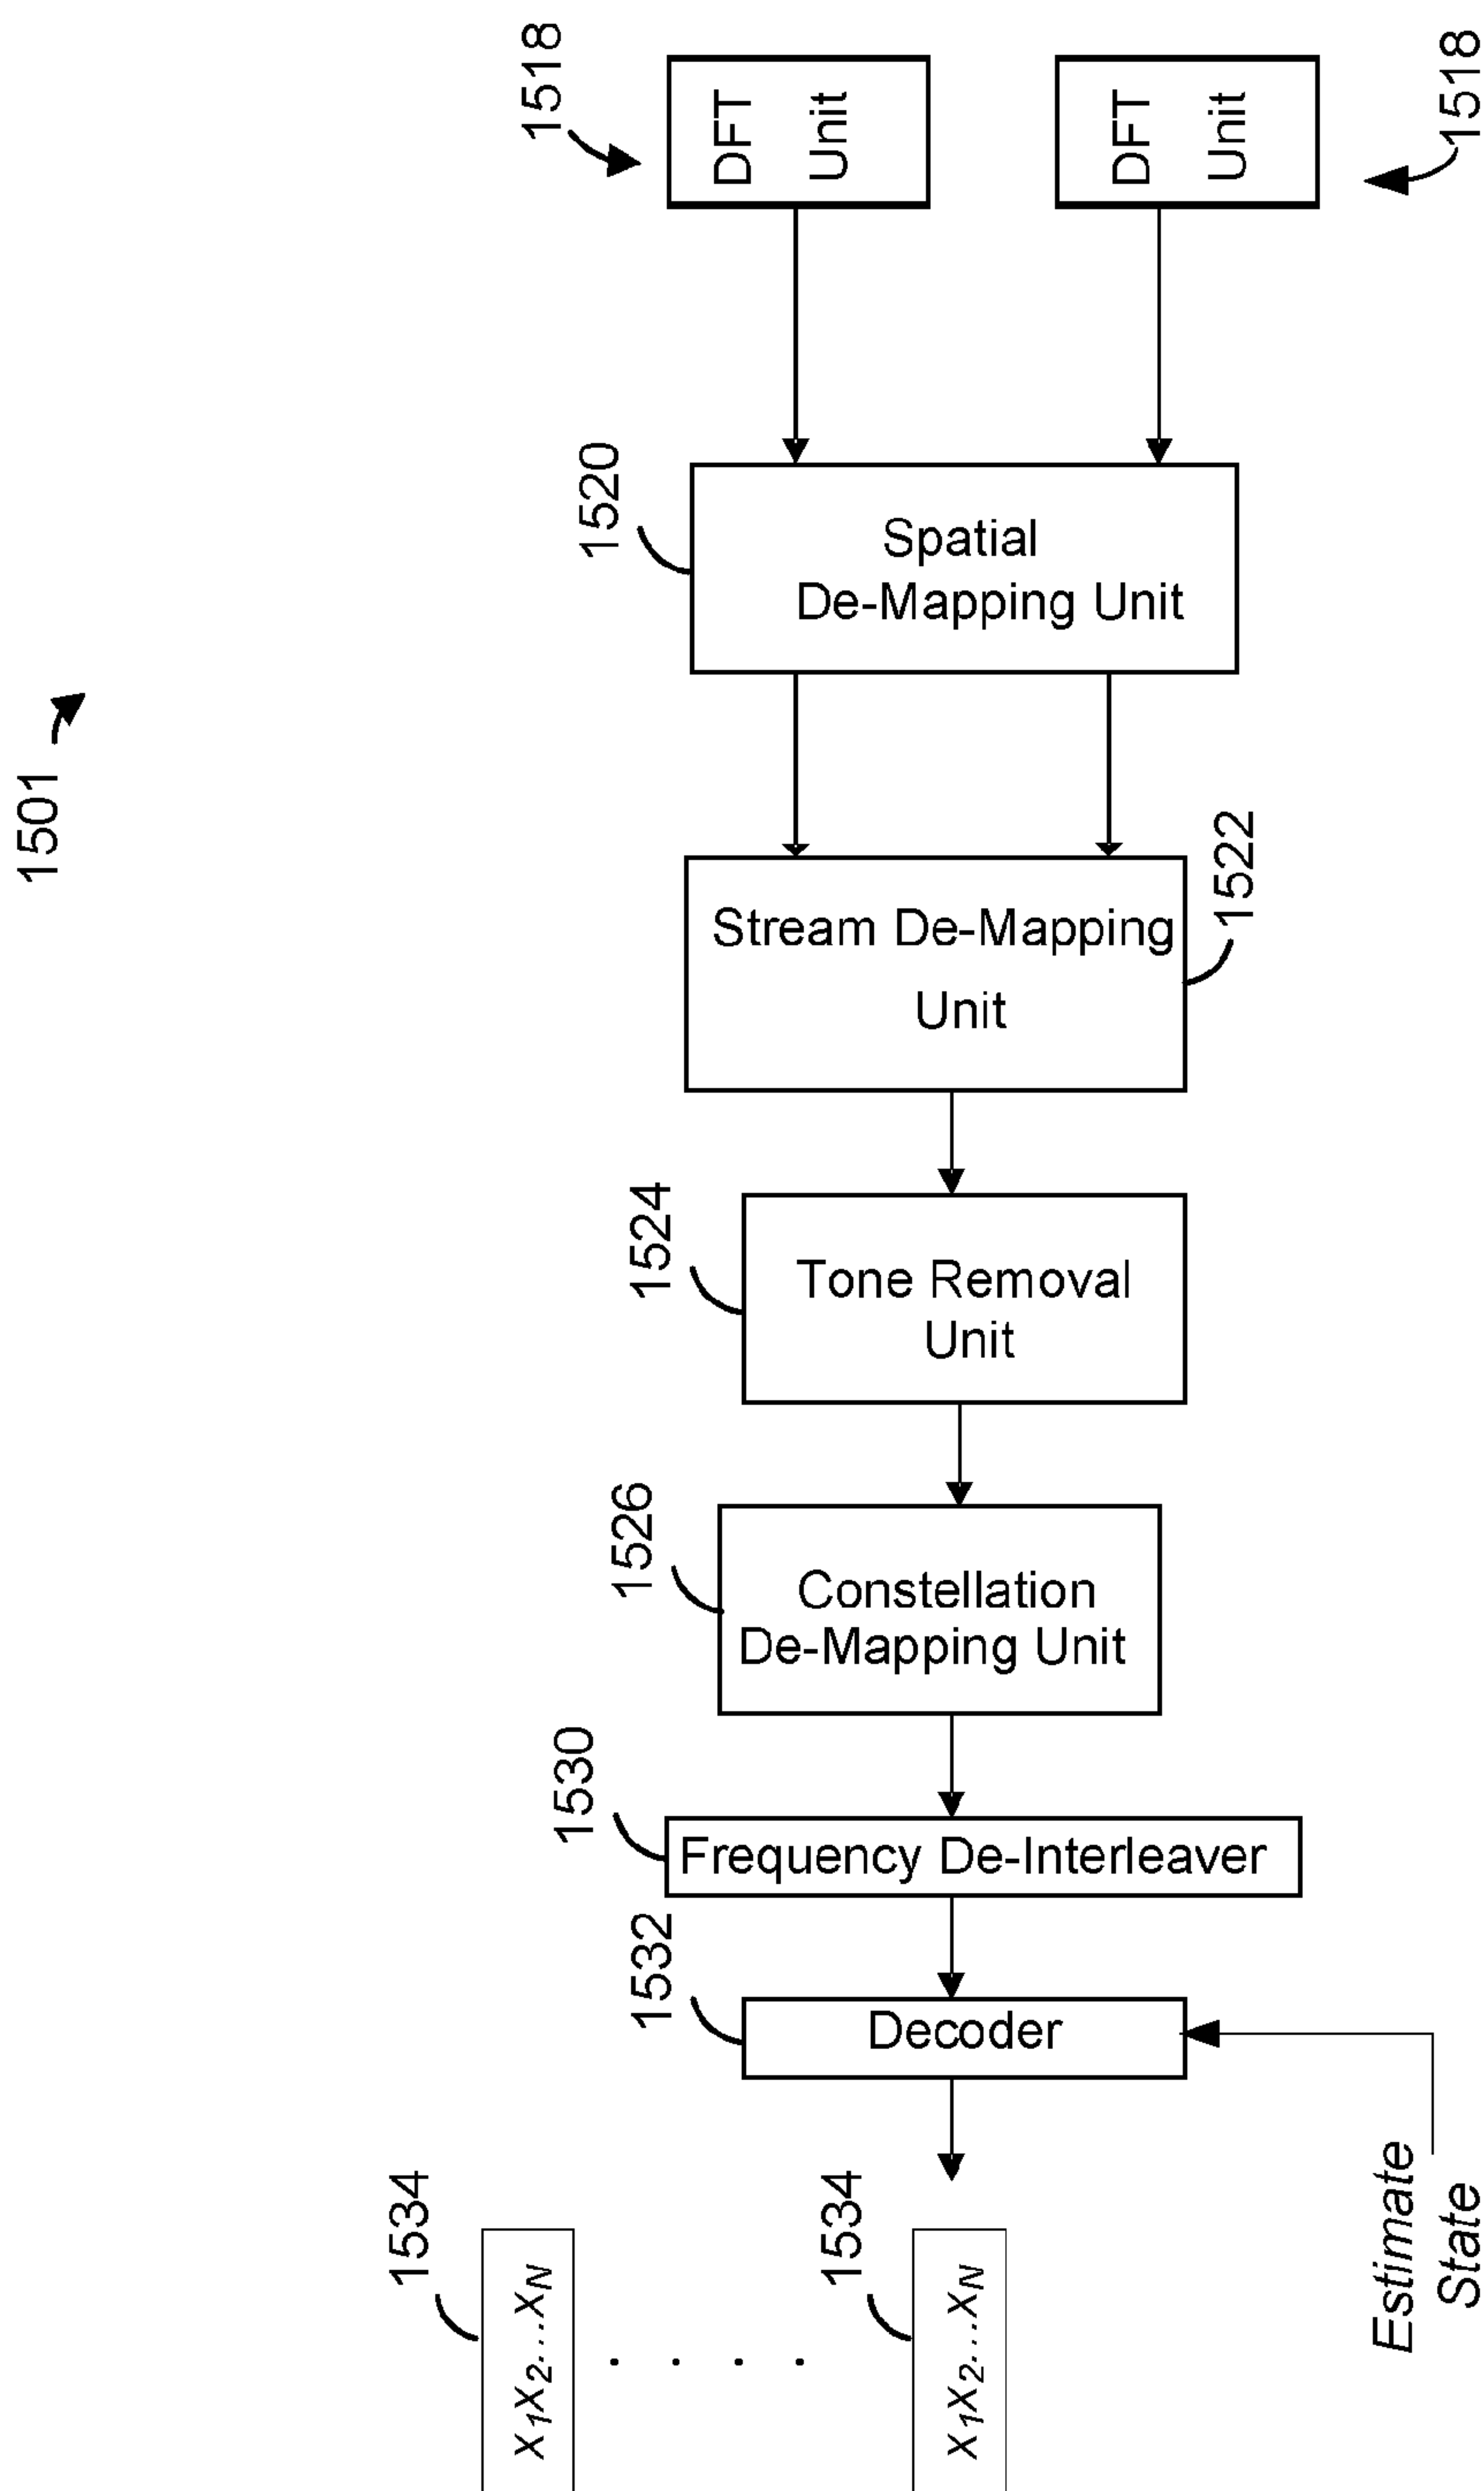 1501
1518
DFT
Unit
DFT
Unit
1518
1520
Spatial
De-Mapping Unit
Stream De-Mapping
Unit
1522
1524
Tone Removal
Unit
1526
Constellation
De-Mapping Unit
1530
Frequency De-Interleaver
1532
Decoder
Estimate
State
1534
X1X2...XN
. . . .
1534
X1X2...XN